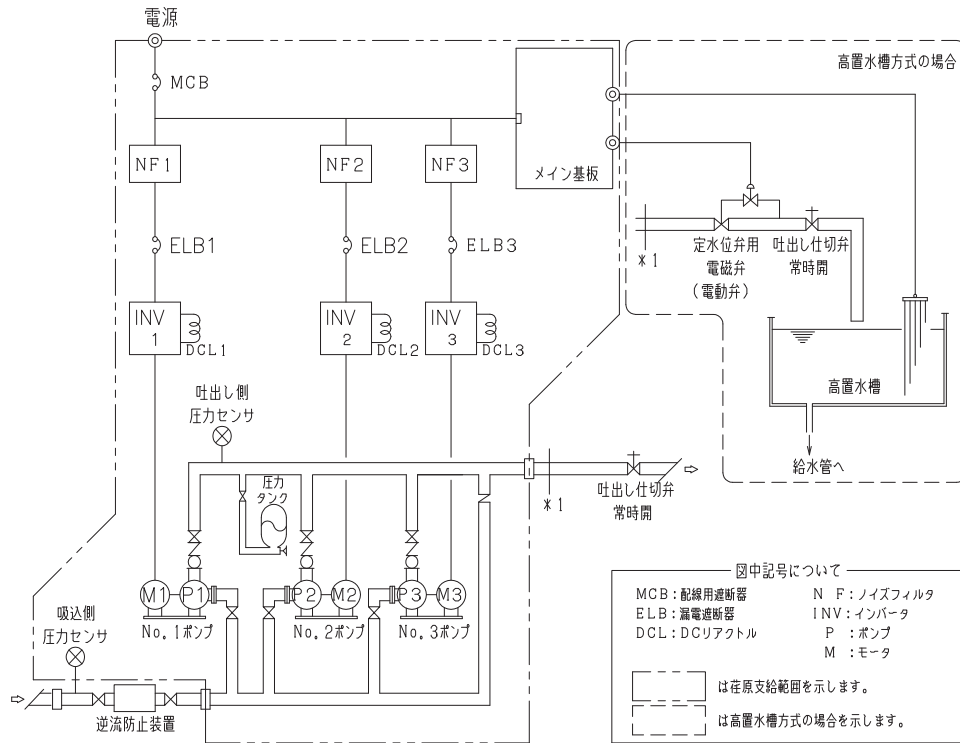 電源
MCB
高置水槽方式の場合
メイン基板
NF1
NF2
NF3
ELB1
ELB2
ELB3
定水位弁用
電磁弁
(電動弁)
吐出し仕切弁
常時開
*1
INV
1
DCL1
INV
2
DCL2
INV
3
DCL3
高置水槽
給水管へ
吐出し側
圧力センサ
圧力
タンク
吐出し仕切弁
常時開
*1
M1
P1
P2
M2
P3
M3
No.1ポンプ
No.2ポンプ
No.3ポンプ
吸込側
圧力センサ
逆流防止装置
図中記号について
MCB:配線用遮断器
ELB:漏電遮断器
DCL:DCリアクトル
N F:ノイズフィルタ
INV:インバータ
P :ポンプ
M :モータ
は荏原支給範囲を示します。
は高置水槽方式の場合を示します。